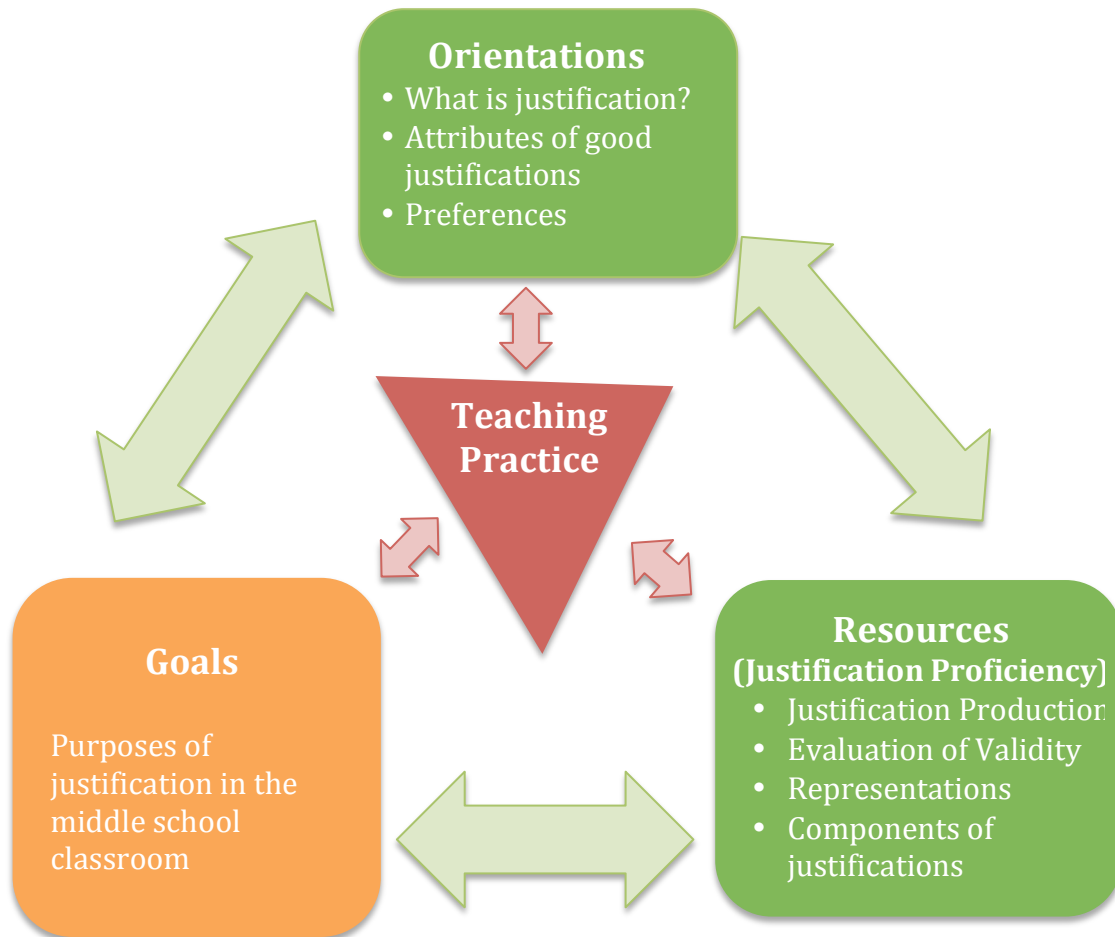 Orientations
• What is justification?
• Attributes of good
justifications
• Preferences
Teaching
Practice
Goals
Purposes of
justification in the
middle school
classroom
Resources
(Justification Proficiency)
• Justification Production
• Evaluation of Validity
• Representations
• Components of
justifications